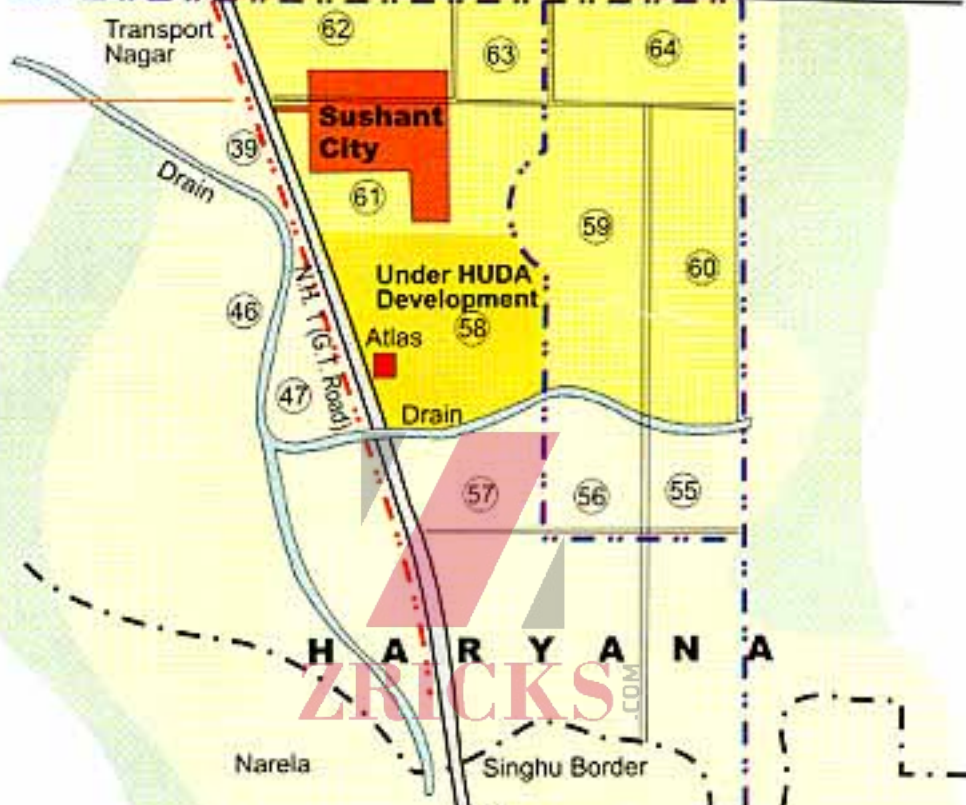 62
63
64
Transport
Nagar
Sushant
City
39
Drain
61
59
60
Under HUDA
Development
58
46
N.H. 1 (G.T. Road)
Atlas
47
Drain
57
56
55
HARYANA
ZRICKS.COM
Narela
Singhu Border